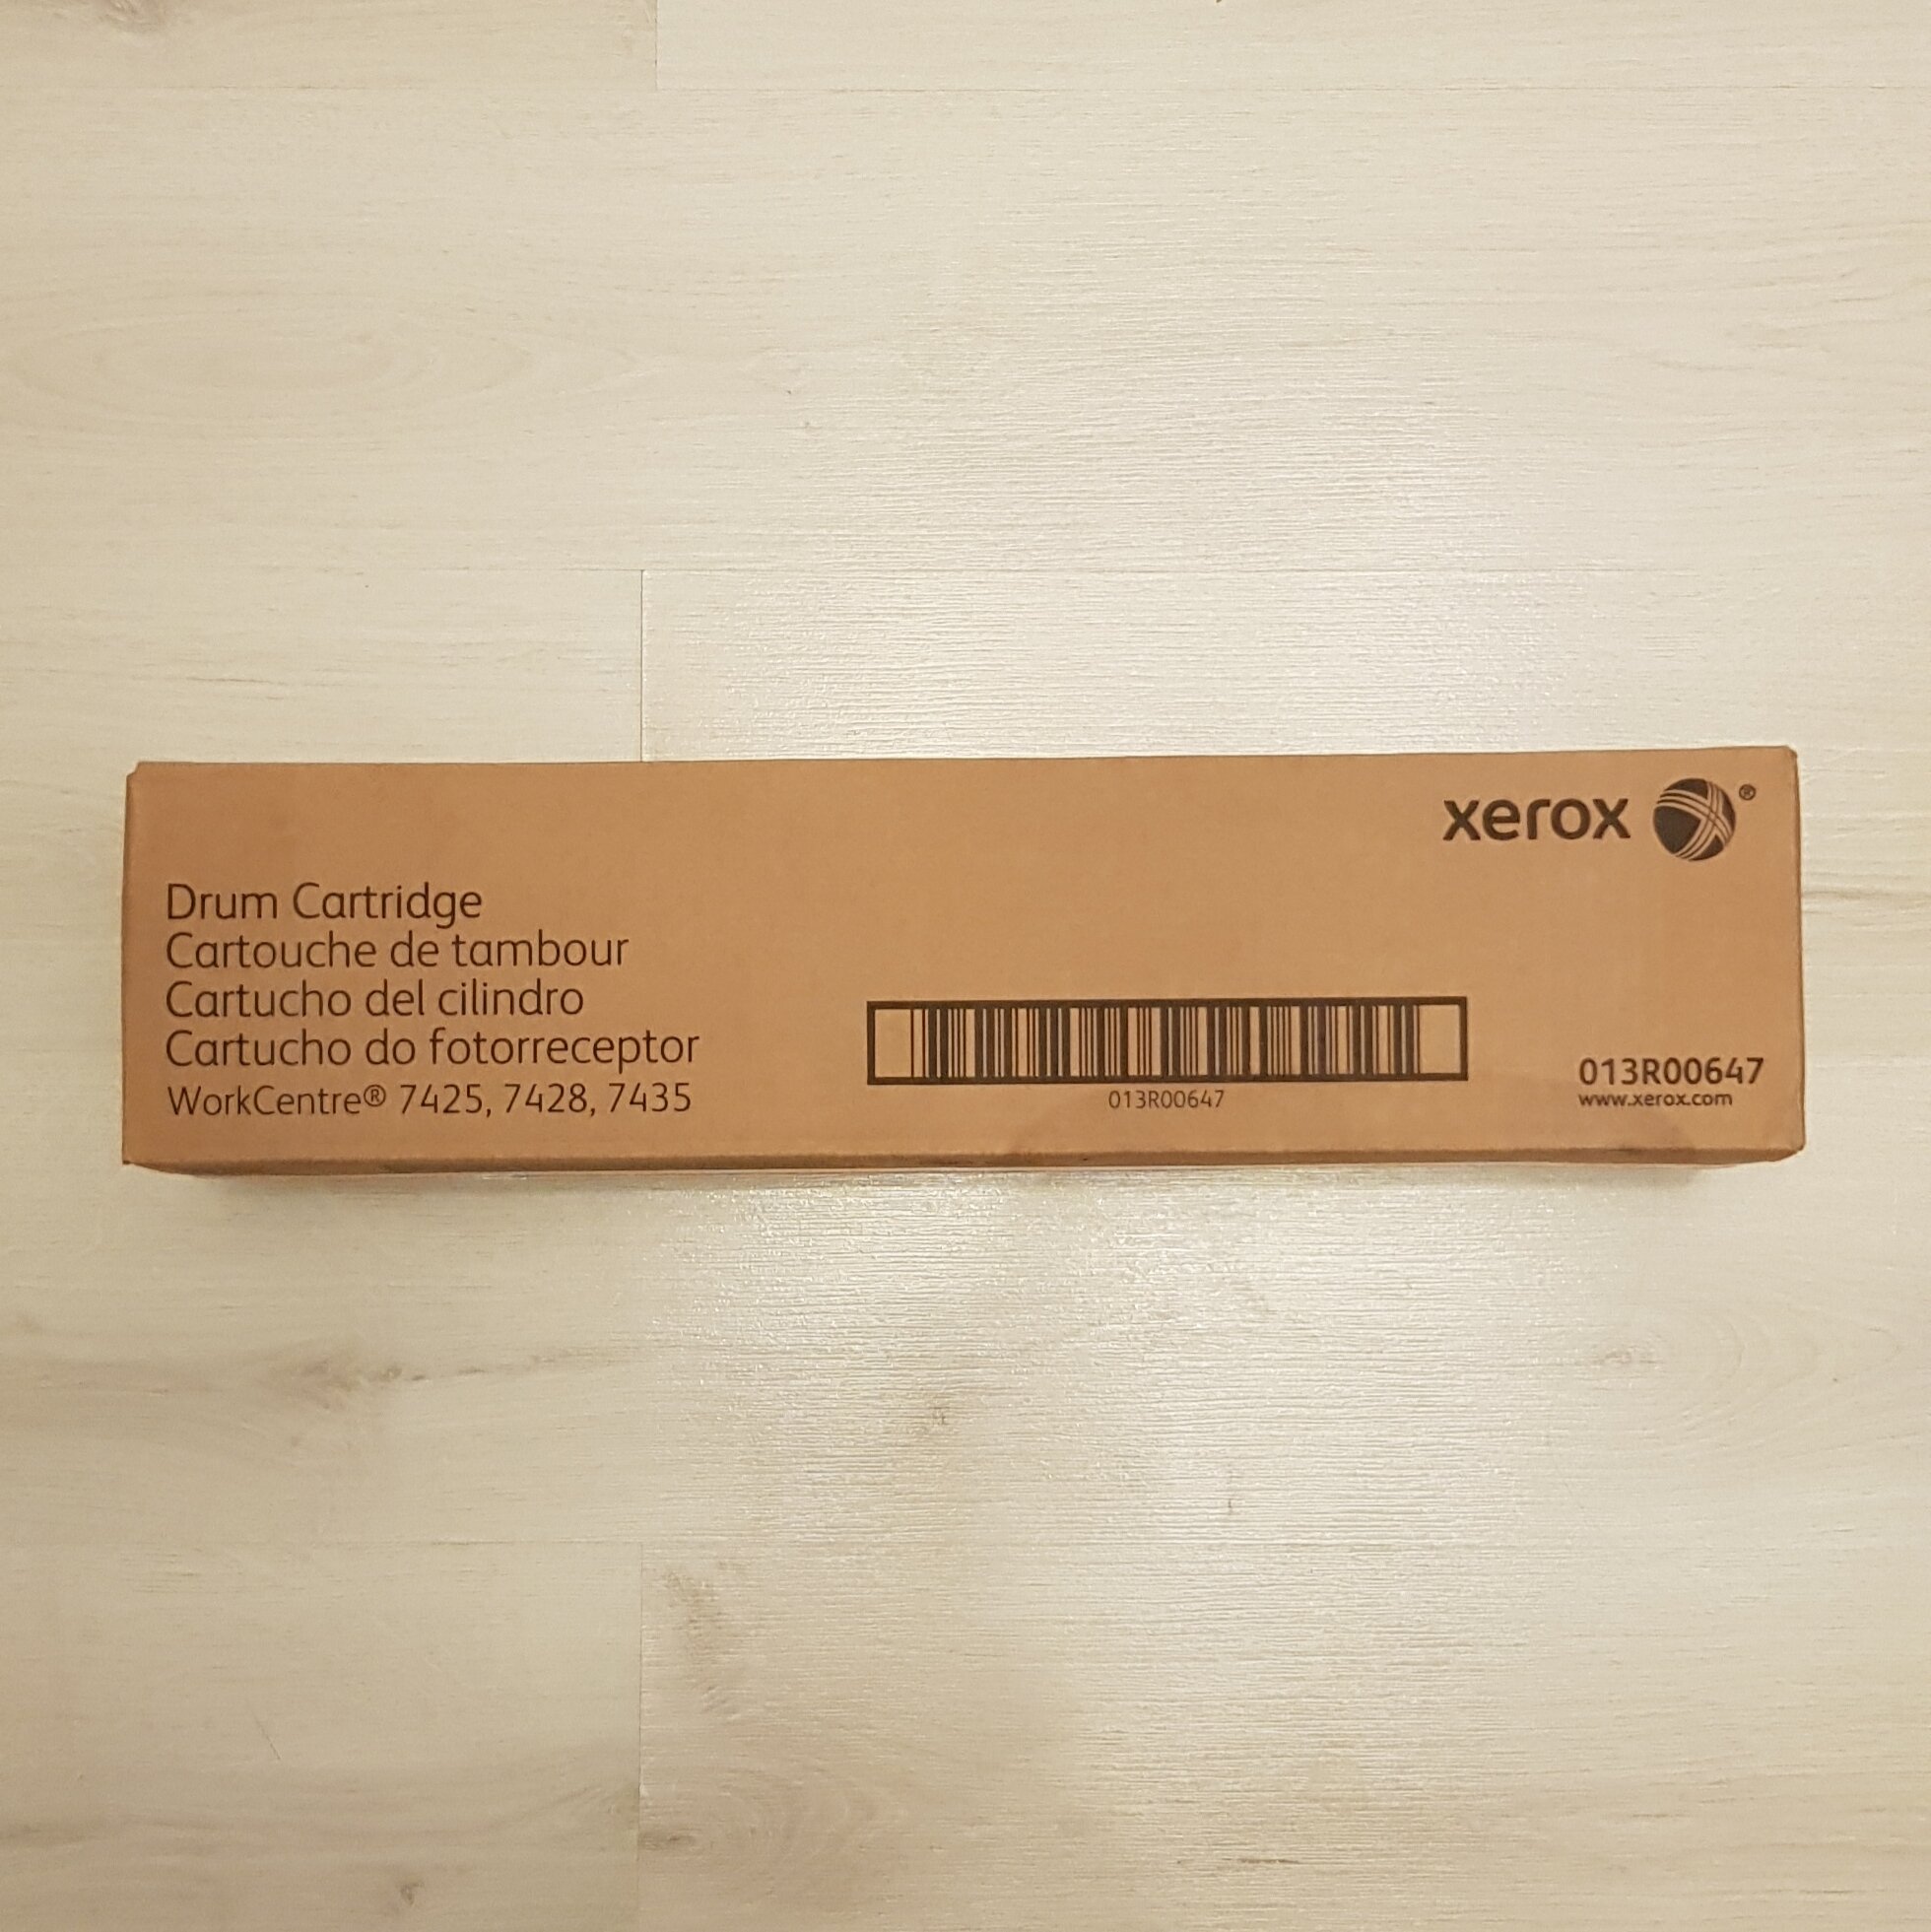 xerox ®
Drum Cartridge
Cartouche de tambour
Cartucho del cilindro
Cartucho do fotorreceptor
WorkCentre® 7425, 7428, 7435
013R00647
013R00647
www.xerox.com